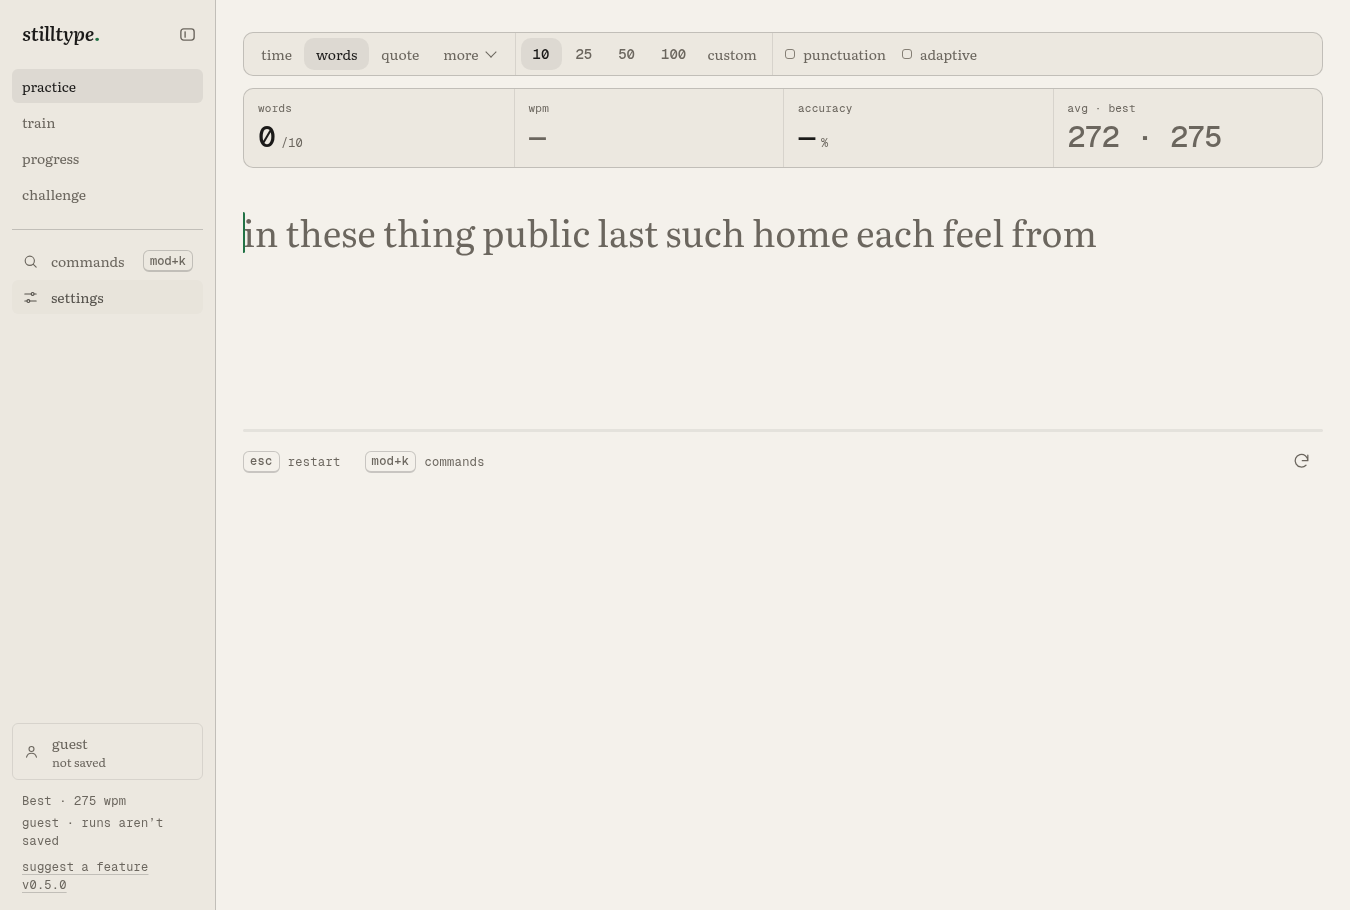 stilltype.
practice
train
progress
challenge
commands mod+k
settings
guest
not saved
Best · 275 wpm
guest · runs aren't
saved
suggest a feature
v0.5.0
time words quote more 10 25 50 100 custom punctuation adaptive
words wpm accuracy avg · best
0 /10 — — % 272 · 275
in these thing public last such home each feel from
esc restart mod+k commands